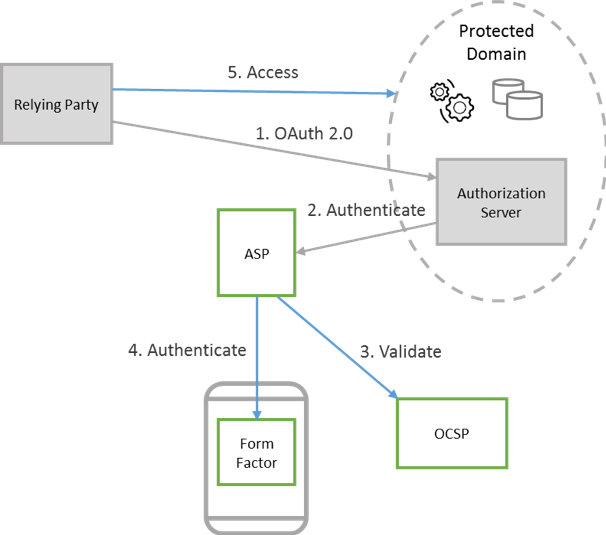 Protected
Domain
5. Access
Relying Party
1. OAuth 2.0
Authorization
Server
2. Authenticate
ASP
4. Authenticate
3. Validate
Form
Factor
OCSP